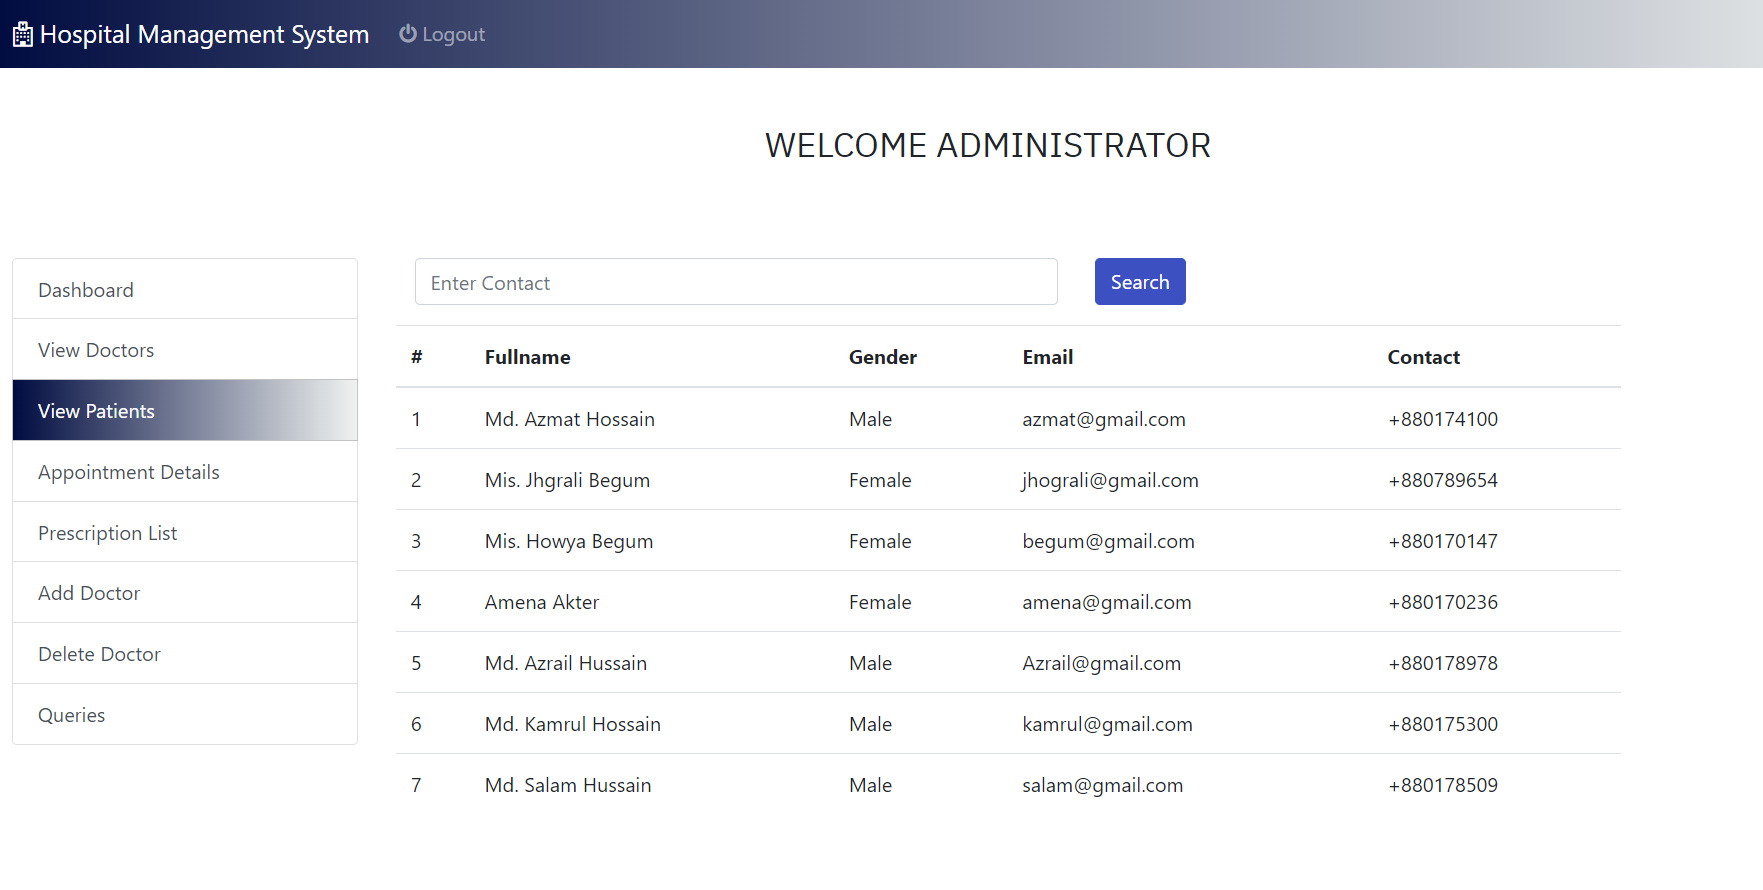 Hospital Management System Logout
WELCOME ADMINISTRATOR
Dashboard
View Doctors
View Patients
Appointment Details
Prescription List
Add Doctor
Delete Doctor
Queries
Enter Contact Search
# Fullname Gender Email Contact
1 Md. Azmat Hossain Male azmat@gmail.com +880174100
2 Mis. Jhgrali Begum Female jhograli@gmail.com +880789654
3 Mis. Howya Begum Female begum@gmail.com +880170147
4 Amena Akter Female amena@gmail.com +880170236
5 Md. Azrail Hussain Male Azrail@gmail.com +880178978
6 Md. Kamrul Hossain Male kamrul@gmail.com +880175300
7 Md. Salam Hussain Male salam@gmail.com +880178509